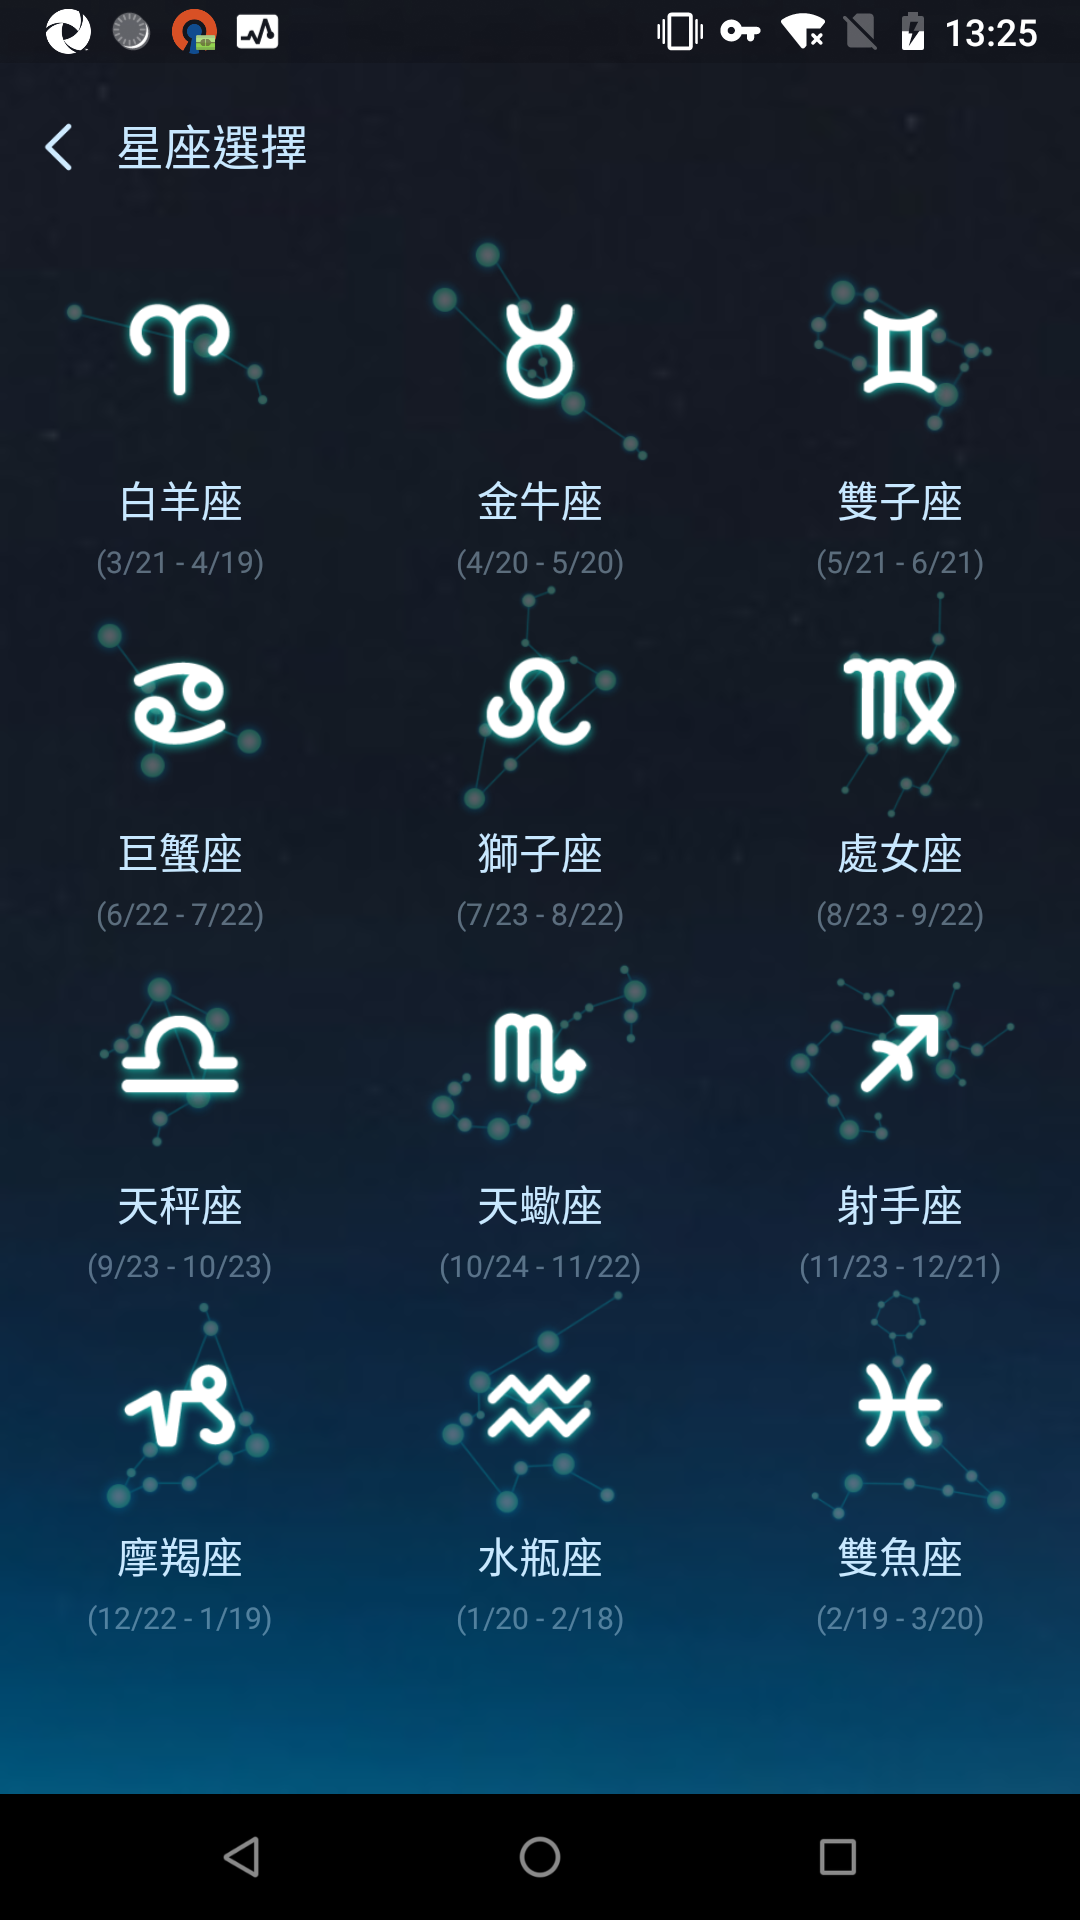 13:25
星座選擇
白羊座 金牛座 雙子座
(3/21 - 4/19) (4/20 - 5/20) (5/21 - 6/21)
巨蟹座 獅子座 處女座
(6/22 - 7/22) (7/23 - 8/22) (8/23 - 9/22)
天秤座 天蠍座 射手座
(9/23 - 10/23) (10/24 - 11/22) (11/23 - 12/21)
摩羯座 水瓶座 雙魚座
(12/22 - 1/19) (1/20 - 2/18) (2/19 - 3/20)